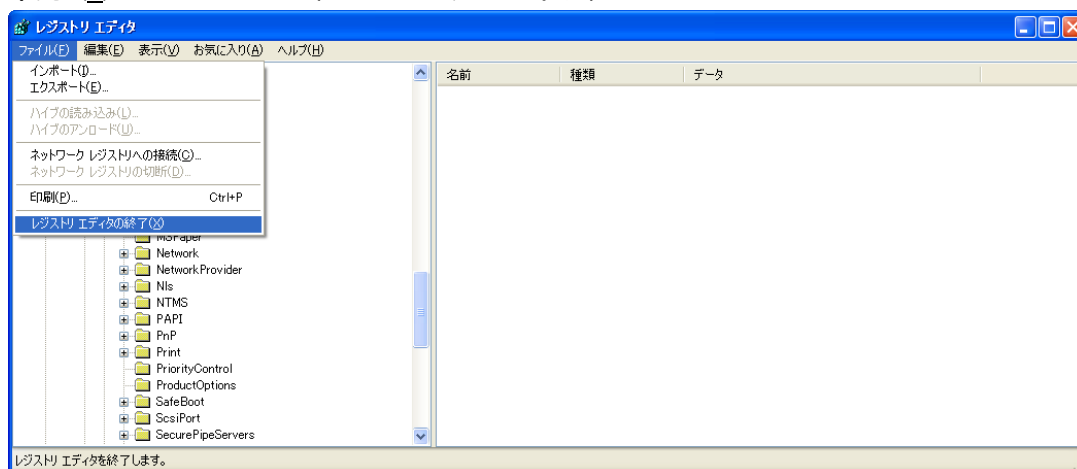 レジストリ エディタ
ファイル(F) 編集(E) 表示(V) お気に入り(A) ヘルプ(H)
インポート(I)...
エクスポート(E)...
ハイブの読み込み(L)...
ハイブのアンロード(U)...
ネットワーク レジストリへの接続(C)...
ネットワーク レジストリの切断(D)...
印刷(P)... Ctrl+P
レジストリ エディタの終了(X)
名前 種類 データ
MSPaper
Network
NetworkProvider
Nls
NTMS
PAPI
PnP
Print
PriorityControl
ProductOptions
SafeBoot
ScsiPort
SecurePipeServers
レジストリ エディタを終了します。